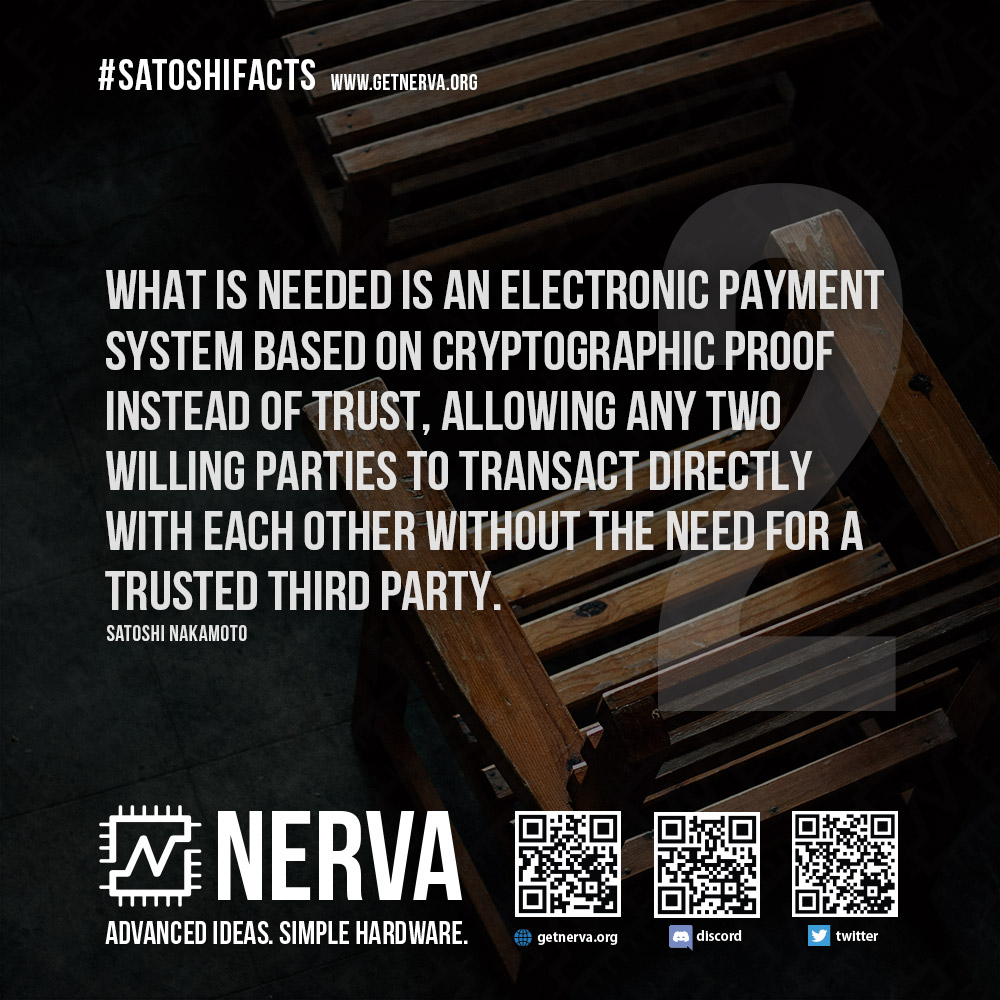 #SATOSHIFACTS WWW.GETNERVA.ORG
2
WHAT IS NEEDED IS AN ELECTRONIC PAYMENT
SYSTEM BASED ON CRYPTOGRAPHIC PROOF
INSTEAD OF TRUST, ALLOWING ANY TWO
WILLING PARTIES TO TRANSACT DIRECTLY
WITH EACH OTHER WITHOUT THE NEED FOR A
TRUSTED THIRD PARTY.
SATOSHI NAKAMOTO
NERVA
ADVANCED IDEAS. SIMPLE HARDWARE.
getnerva.org
discord
twitter